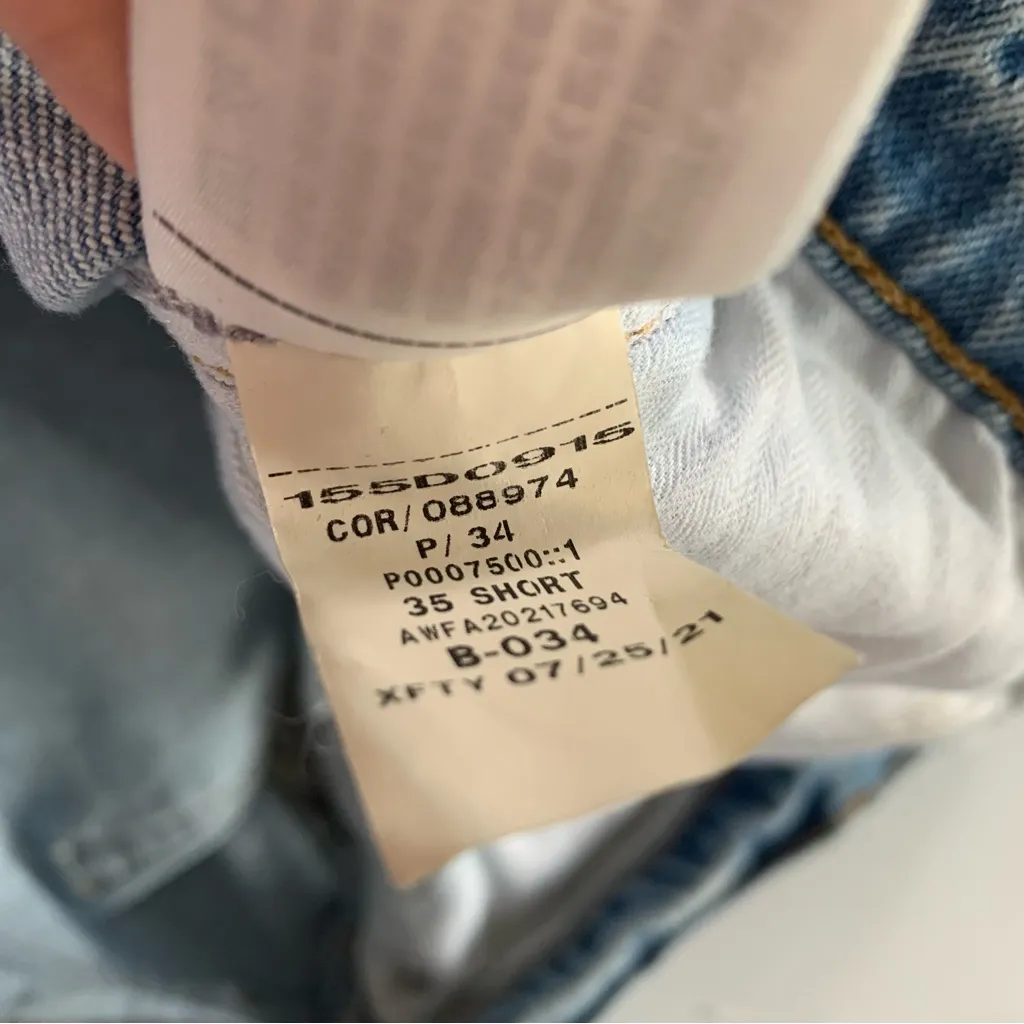 155D0915
COR/088974
P/ 34
P0007500::1
35 SHORT
AWFA20217694
B-034
XFTY 07/25/21